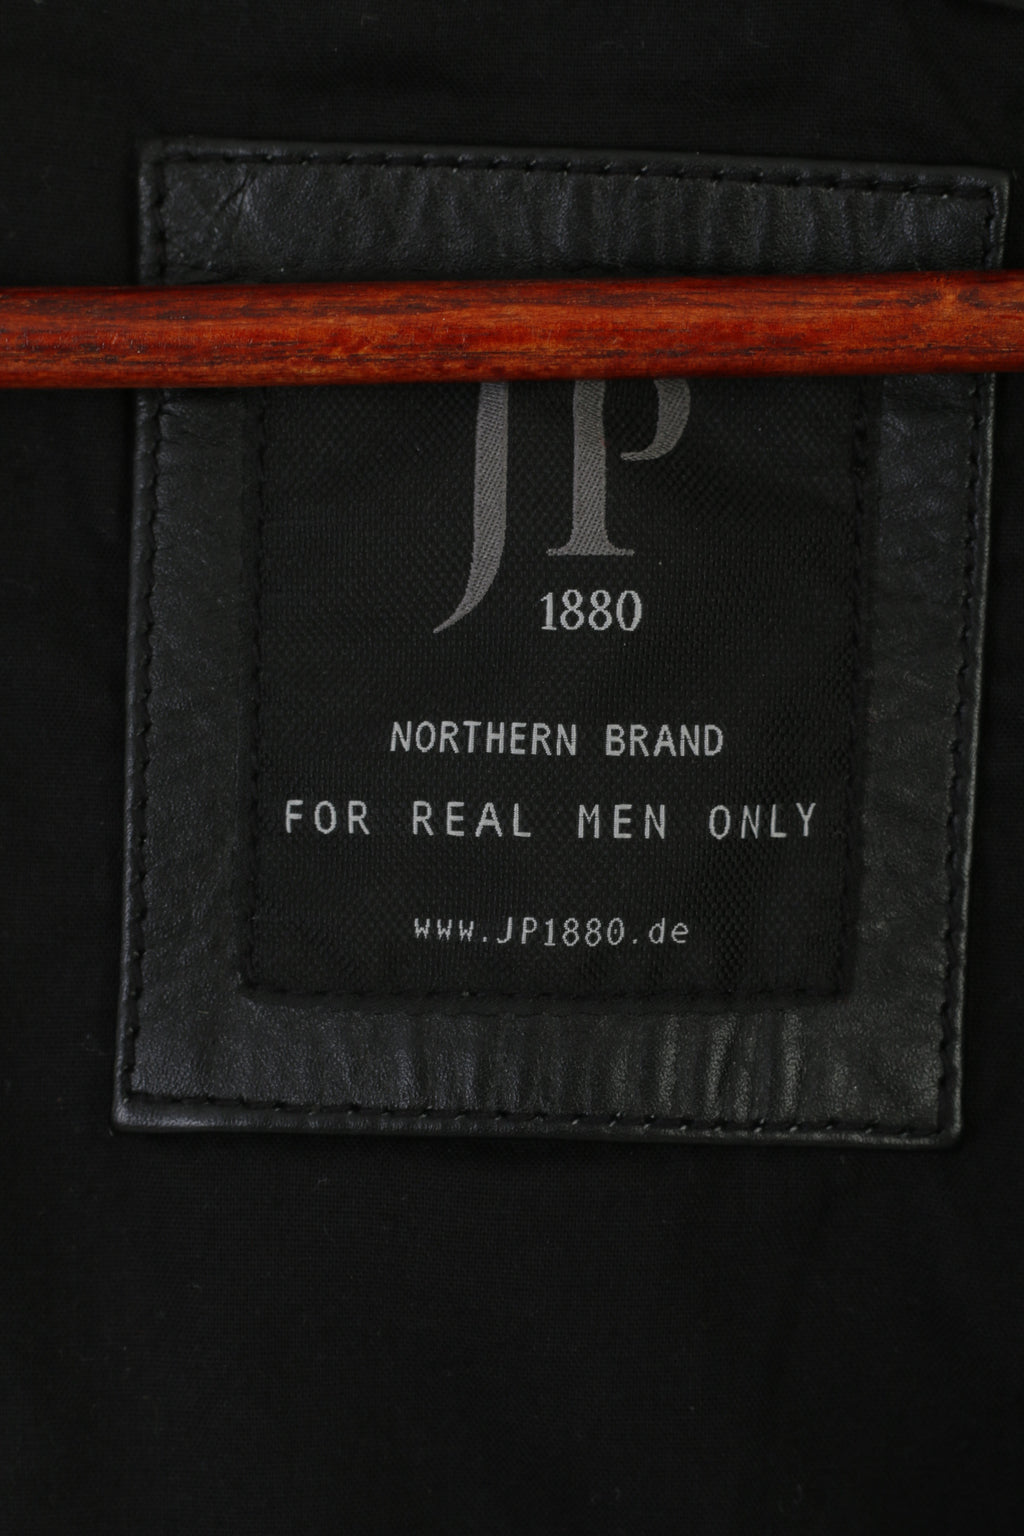 JP
1880
NORTHERN BRAND
FOR REAL MEN ONLY
www.JP1880.de